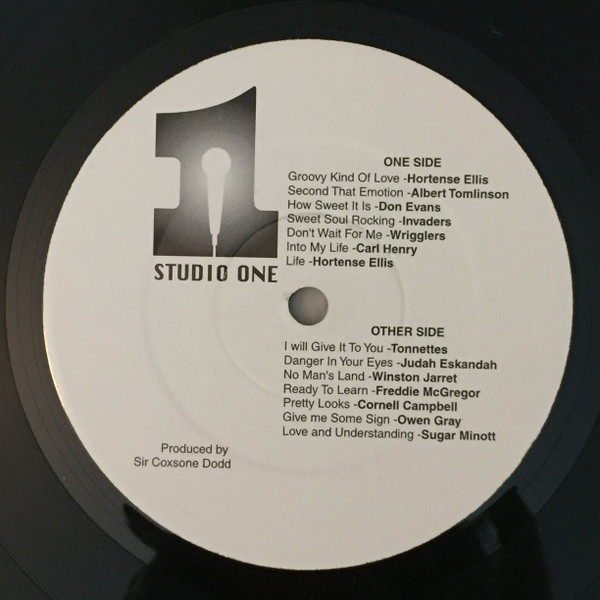 1
STUDIO ONE
ONE SIDE
Groovy Kind Of Love -Hortense Ellis
Second That Emotion -Albert Tomlinson
How Sweet It Is -Don Evans
Sweet Soul Rocking -Invaders
Don't Wait For Me -Wrigglers
Into My Life -Carl Henry
Life -Hortense Ellis
OTHER SIDE
I will Give It To You -Tonnettes
Danger In Your Eyes -Judah Eskandah
No Man's Land -Winston Jarret
Ready To Learn -Freddie McGregor
Pretty Looks -Cornell Campbell
Give me Some Sign -Owen Gray
Love and Understanding -Sugar Minott
Produced by
Sir Coxsone Dodd